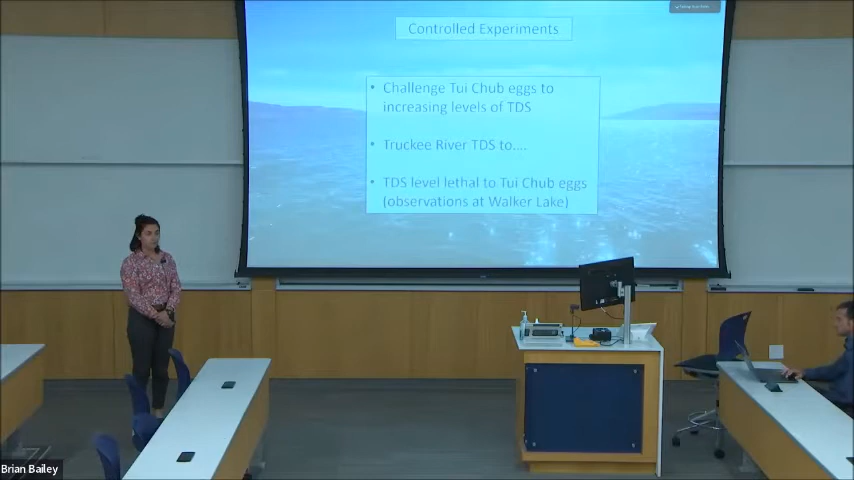 Controlled Experiments
• Challenge Tui Chub eggs to
increasing levels of TDS
• Truckee River TDS to....
• TDS level lethal to Tui Chub eggs
(observations at Walker Lake)
Brian Bailey